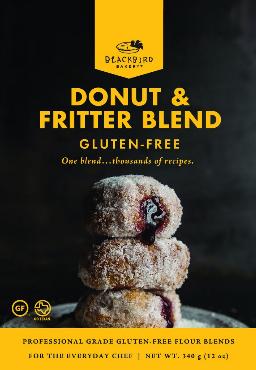 BLACKBIRD
BAKERY
DONUT &
FRITTER BLEND
GLUTEN-FREE
One blend...thousands of recipes.
GF
PROFESSIONAL GRADE GLUTEN-FREE FLOUR BLENDS
FOR THE EVERYDAY CHEF | NET WT. 340 g (12 oz)